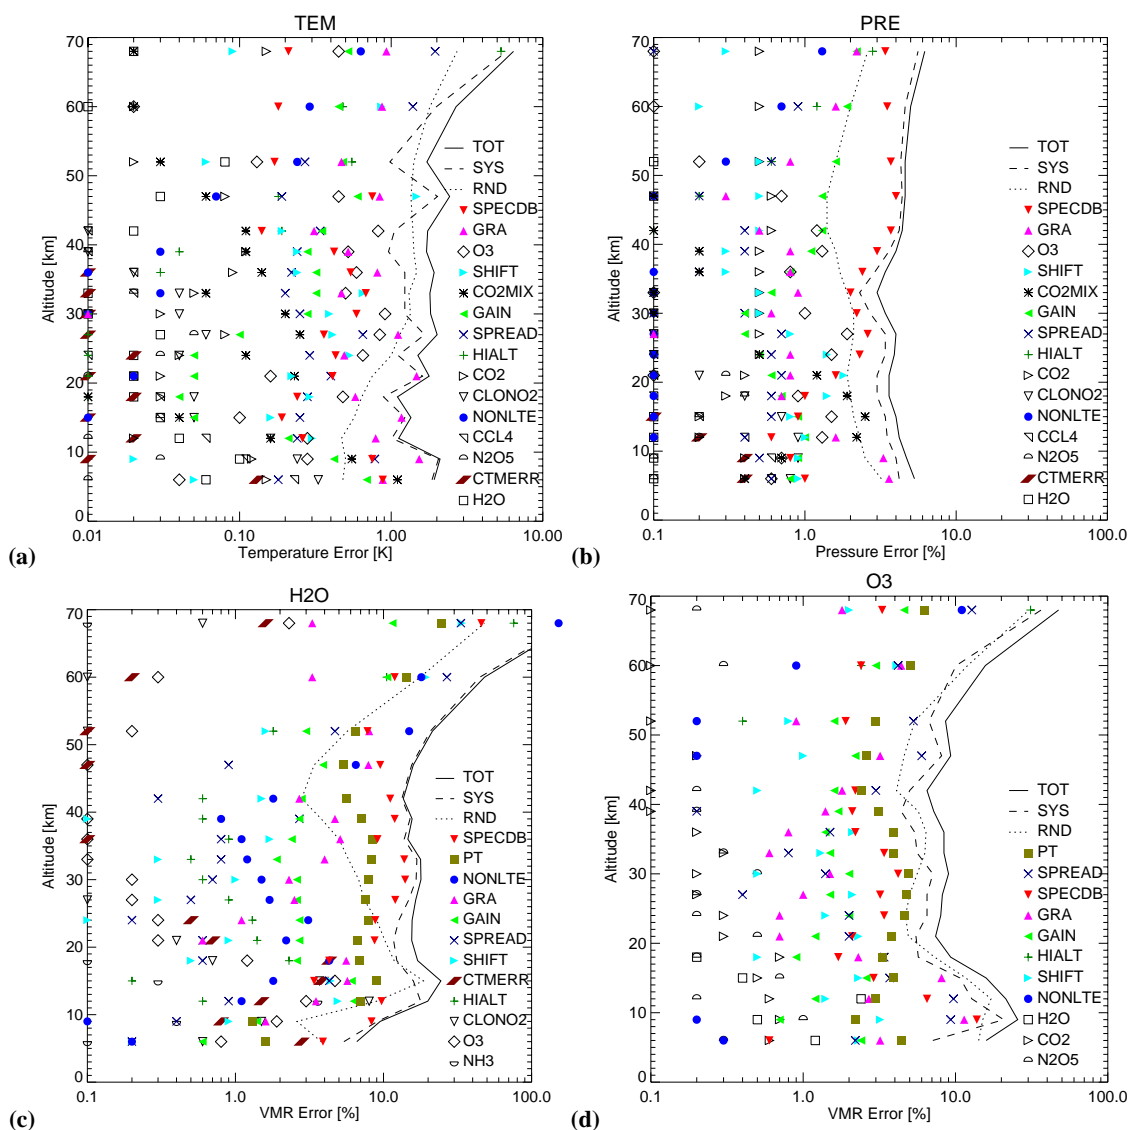 TEM
70
60
50
40
30
20
10
0
Altitude [km]
0.01
0.10
1.00
10.00
Temperature Error [K]
TOT
SYS
RND
SPECDB
GRA
O3
SHIFT
CO2MIX
GAIN
SPREAD
HIALT
CO2
CLONO2
NONLTE
CCL4
N2O5
CTMERR
H2O
(a)
PRE
70
60
50
40
30
20
10
0
Altitude [km]
0.1
1.0
10.0
100.0
Pressure Error [%]
TOT
SYS
RND
SPECDB
GRA
O3
SHIFT
CO2MIX
GAIN
SPREAD
HIALT
CO2
CLONO2
NONLTE
CCL4
N2O5
CTMERR
H2O
(b)
H2O
70
60
50
40
30
20
10
0
Altitude [km]
0.1
1.0
10.0
100.0
VMR Error [%]
TOT
SYS
RND
SPECDB
PT
NONLTE
GRA
GAIN
SPREAD
SHIFT
CTMERR
HIALT
CLONO2
O3
NH3
(c)
O3
70
60
50
40
30
20
10
0
Altitude [km]
0.1
1.0
10.0
100.0
VMR Error [%]
TOT
SYS
RND
PT
SPREAD
SPECDB
GRA
GAIN
HIALT
SHIFT
NONLTE
H2O
CO2
N2O5
(d)